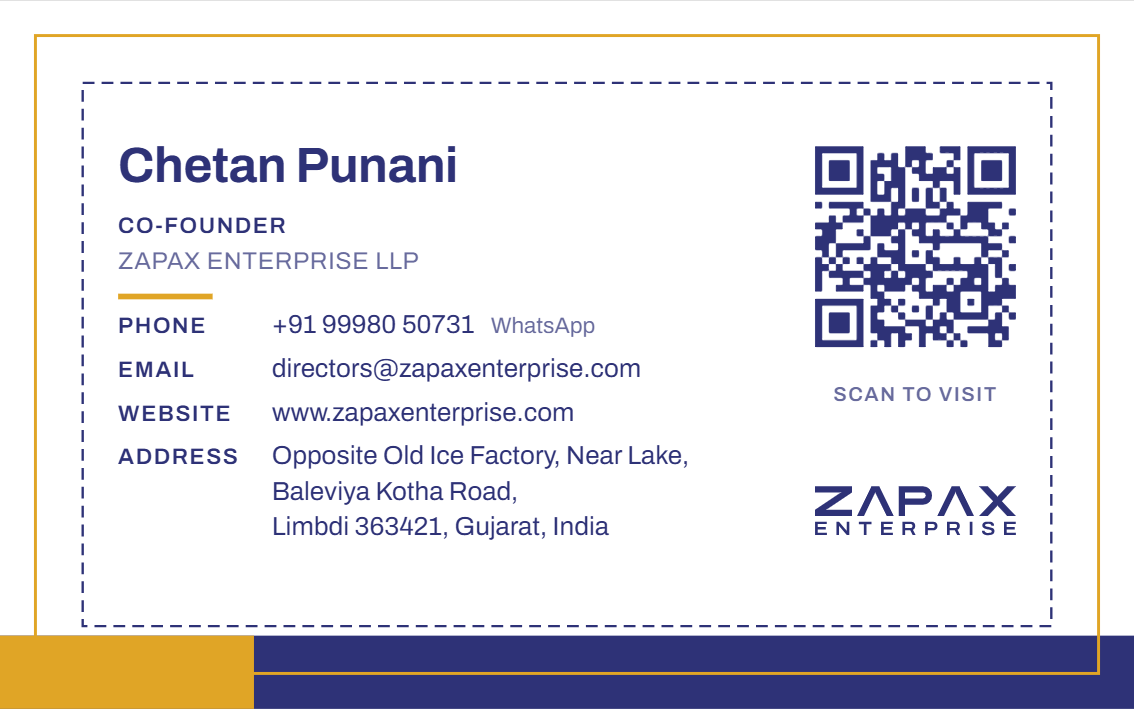 Chetan Punani
CO-FOUNDER
ZAPAX ENTERPRISE LLP
PHONE +91 99980 50731 WhatsApp
EMAIL directors@zapaxenterprise.com
WEBSITE www.zapaxenterprise.com
ADDRESS Opposite Old Ice Factory, Near Lake,
Baleviya Kotha Road,
Limbdi 363421, Gujarat, India
SCAN TO VISIT
ZAPAX
ENTERPRISE